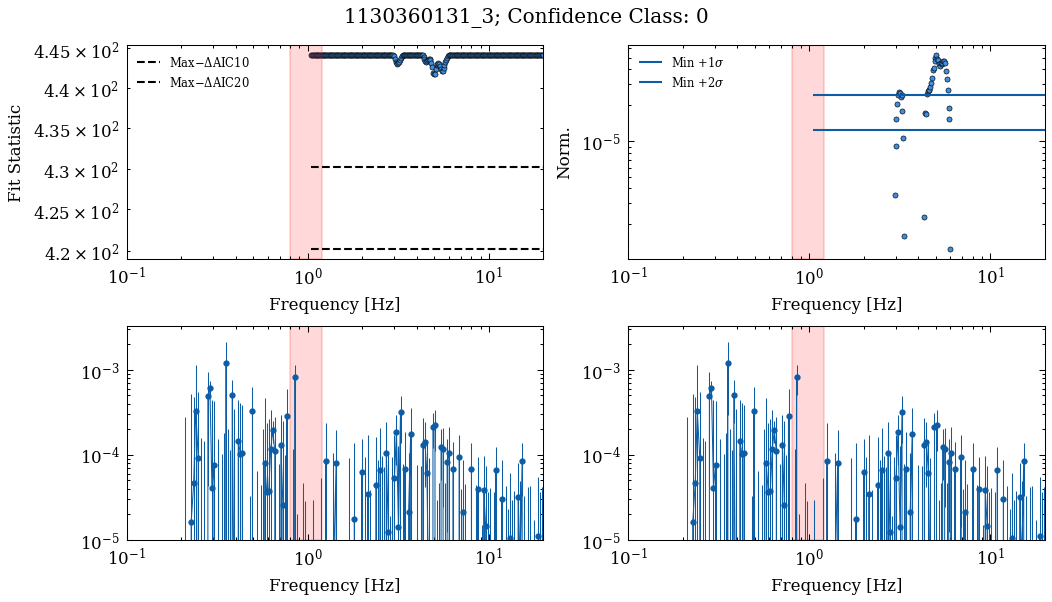 1130360131_3; Confidence Class: 0
Fit Statistic
4.45 × 10²
4.4 × 10²
4.35 × 10²
4.3 × 10²
4.25 × 10²
4.2 × 10²
Max−ΔAIC10
Max−ΔAIC20
10⁻¹
10⁰
10¹
Frequency [Hz]
Norm.
10⁻⁵
Min +1σ
Min +2σ
10⁻¹
10⁰
10¹
Frequency [Hz]
10⁻³
10⁻⁴
10⁻⁵
10⁻¹
10⁰
10¹
Frequency [Hz]
10⁻³
10⁻⁴
10⁻⁵
10⁻¹
10⁰
10¹
Frequency [Hz]